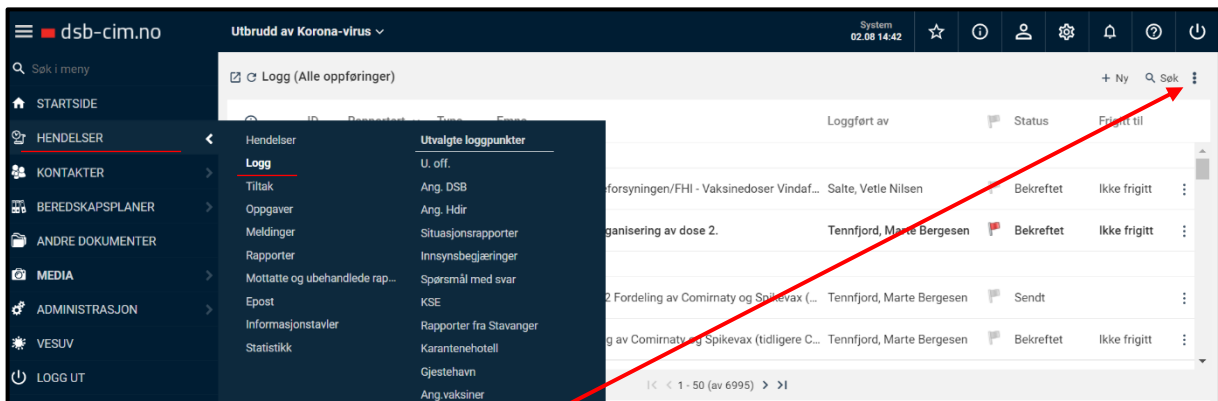 dsb-cim.no
Utbrudd av Korona-virus
System
02.08 14:42
Søk i meny
Logg (Alle oppføringer)
+ Ny
Søk
STARTSIDE
HENDELSER
KONTAKTER
BEREDSKAPSPLANER
ANDRE DOKUMENTER
MEDIA
ADMINISTRASJON
VESUV
LOGG UT
Hendelser
Logg
Tiltak
Oppgaver
Meldinger
Rapporter
Mottatte og ubehandlede rap...
Epost
Informasjonstavler
Statistikk
Utvalgte loggpunkter
U. off.
Ang. DSB
Ang. Hdir
Situasjonsrapporter
Innsynsbegjæringer
Spørsmål med svar
KSE
Rapporter fra Stavanger
Karantenehotell
Gjestehavn
Ang.vaksiner
Loggført av Status Frigitt til
eforsyningen/FHI - Vaksinedoser Vindaf... Salte, Vetle Nilsen Bekreftet Ikke frigitt
ganisering av dose 2. Tennfjord, Marte Bergesen Bekreftet Ikke frigitt
2 Fordeling av Comirnaty og Spikevax (... Tennfjord, Marte Bergesen Sendt
g av Comirnaty og Spikevax (tidligere C... Tennfjord, Marte Bergesen Bekreftet Ikke frigitt
1 - 50 (av 6995)